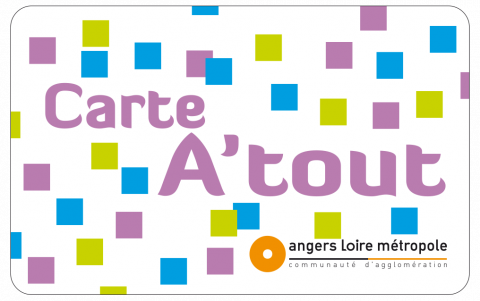 Carte
A'tout
angers loire métropole
communauté d'agglomération